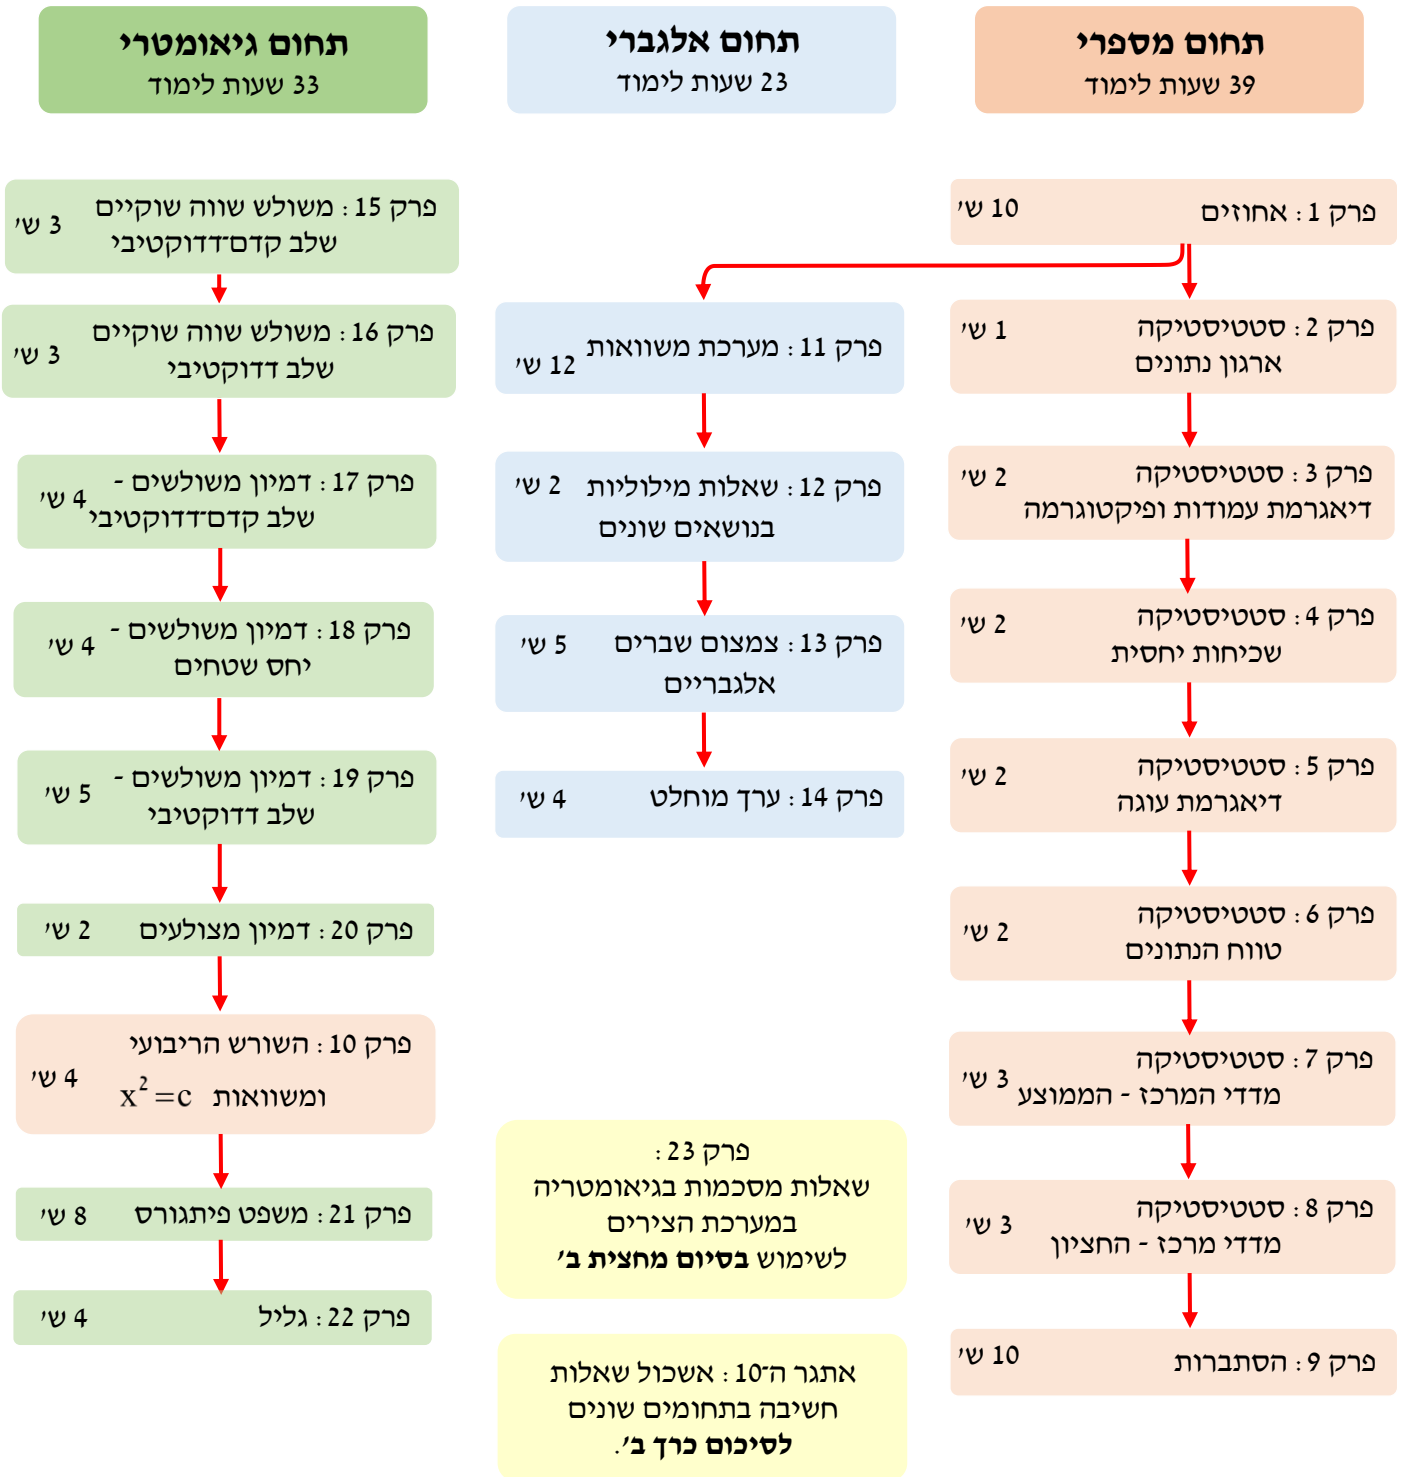 תחום מספרי
39 שעות לימוד
פרק 1: אחוזים 10 ש'
פרק 2: סטטיסטיקה 1 ש'
ארגון נתונים
פרק 3: סטטיסטיקה 2 ש'
דיאגרמת עמודות ופיקטוגרמה
פרק 4: סטטיסטיקה 2 ש'
שכיחות יחסית
פרק 5: סטטיסטיקה 2 ש'
דיאגרמת עוגה
פרק 6: סטטיסטיקה 2 ש'
טווח הנתונים
פרק 7: סטטיסטיקה 3 ש'
מדדי המרכז - הממוצע
פרק 8: סטטיסטיקה 3 ש'
מדדי מרכז - החציון
פרק 9: הסתברות 10 ש'
תחום אלגברי
23 שעות לימוד
פרק 11: מערכת משוואות 12 ש'
פרק 12: שאלות מילוליות 2 ש'
בנושאים שונים
פרק 13: צמצום שברים 5 ש'
אלגבריים
פרק 14: ערך מוחלט 4 ש'
פרק 23:
שאלות מסכמות בגיאומטריה
במערכת הצירים
לשימוש בסיום מחצית ב'
אתגר ה־10: אשכול שאלות
חשיבה בתחומים שונים
לסיכום כרך ב'.
תחום גיאומטרי
33 שעות לימוד
פרק 15: משולש שווה שוקיים 3 ש'
שלב קדם־דדוקטיבי
פרק 16: משולש שווה שוקיים 3 ש'
שלב דדוקטיבי
פרק 17: דמיון משולשים - 4 ש'
שלב קדם־דדוקטיבי
פרק 18: דמיון משולשים - 4 ש'
יחס שטחים
פרק 19: דמיון משולשים - 5 ש'
שלב דדוקטיבי
פרק 20: דמיון מצולעים 2 ש'
פרק 10: השורש הריבועי 4 ש'
ומשוואות x²=c
פרק 21: משפט פיתגורס 8 ש'
פרק 22: גליל 4 ש'